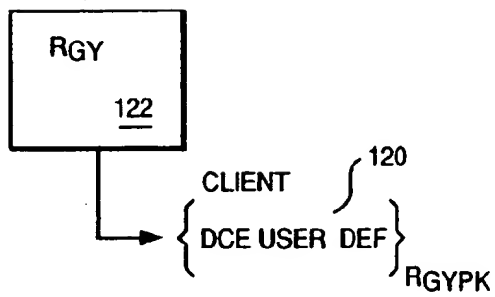 RGY
122
120
CLIENT
{ DCE USER DEF }RGYPK